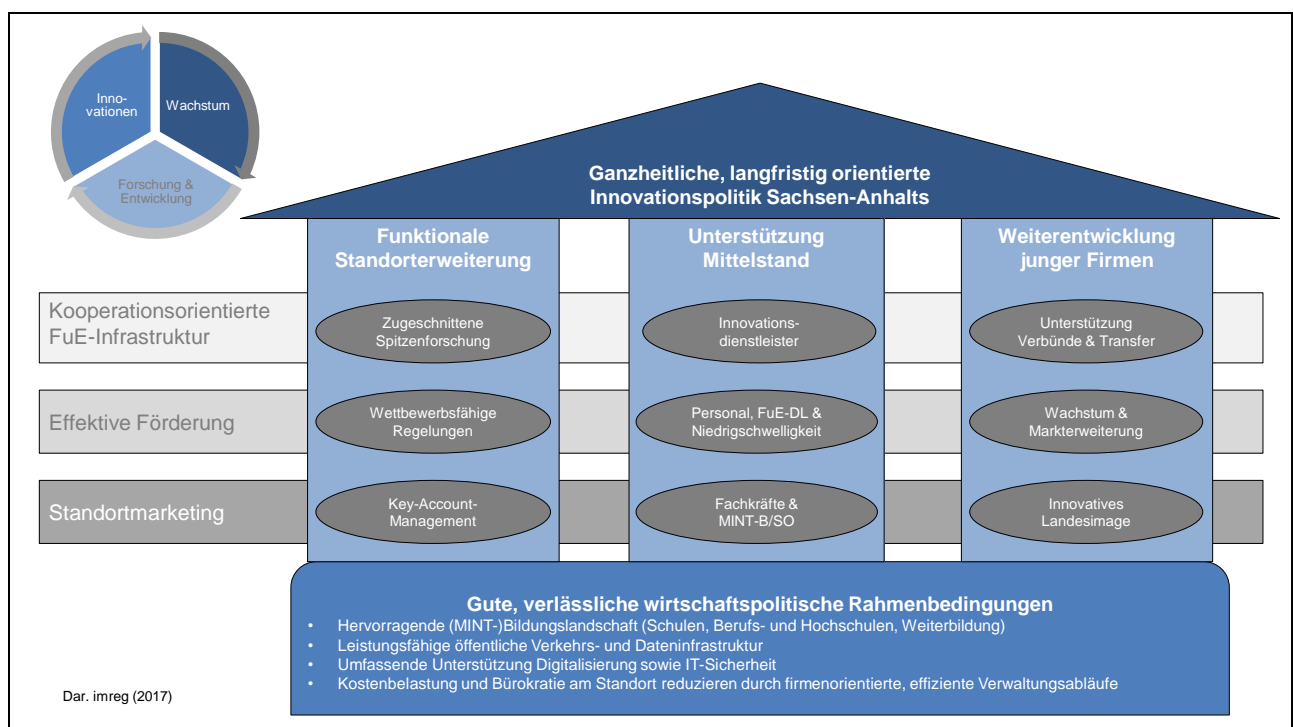 Inno-
vationen
Wachstum
Forschung &
Entwicklung
Ganzheitliche, langfristig orientierte
Innovationspolitik Sachsen-Anhalts
Funktionale
Standorterweiterung
Unterstützung
Mittelstand
Weiterentwicklung
junger Firmen
Kooperationsorientierte
FuE-Infrastruktur
Zugeschnittene
Spitzenforschung
Innovations-
dienstleister
Unterstützung
Verbünde & Transfer
Effektive Förderung
Wettbewerbsfähige
Regelungen
Personal, FuE-DL &
Niedrigschwelligkeit
Wachstum &
Markterweiterung
Standortmarketing
Key-Account-
Management
Fachkräfte &
MINT-B/SO
Innovatives
Landesimage
Gute, verlässliche wirtschaftspolitische Rahmenbedingungen
• Hervorragende (MINT-)Bildungslandschaft (Schulen, Berufs- und Hochschulen, Weiterbildung)
• Leistungsfähige öffentliche Verkehrs- und Dateninfrastruktur
• Umfassende Unterstützung Digitalisierung sowie IT-Sicherheit
• Kostenbelastung und Bürokratie am Standort reduzieren durch firmenorientierte, effiziente Verwaltungsabläufe
Dar. imreg (2017)